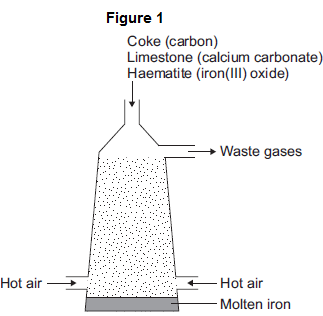 Figure 1
Coke (carbon)
Limestone (calcium carbonate)
Haematite (iron(III) oxide)
Waste gases
Hot air
Hot air
Molten iron